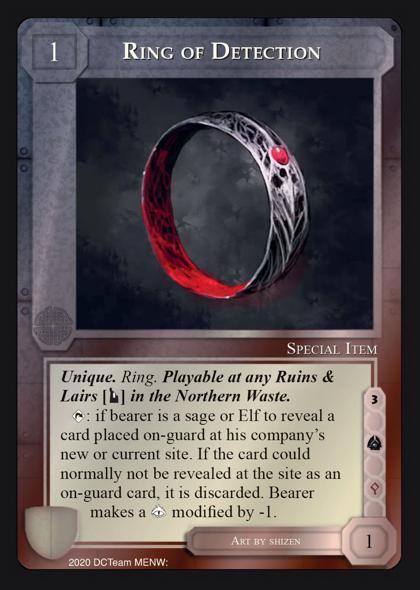 1
Ring of Detection
Special Item
Unique. Ring. Playable at any Ruins &
Lairs [] in the Northern Waste.
: if bearer is a sage or Elf to reveal a
card placed on-guard at his company's
new or current site. If the card could
normally not be revealed at the site as an
on-guard card, it is discarded. Bearer
makes a modified by -1.
3
Art by shizen
1
2020 DCTeam MENW: